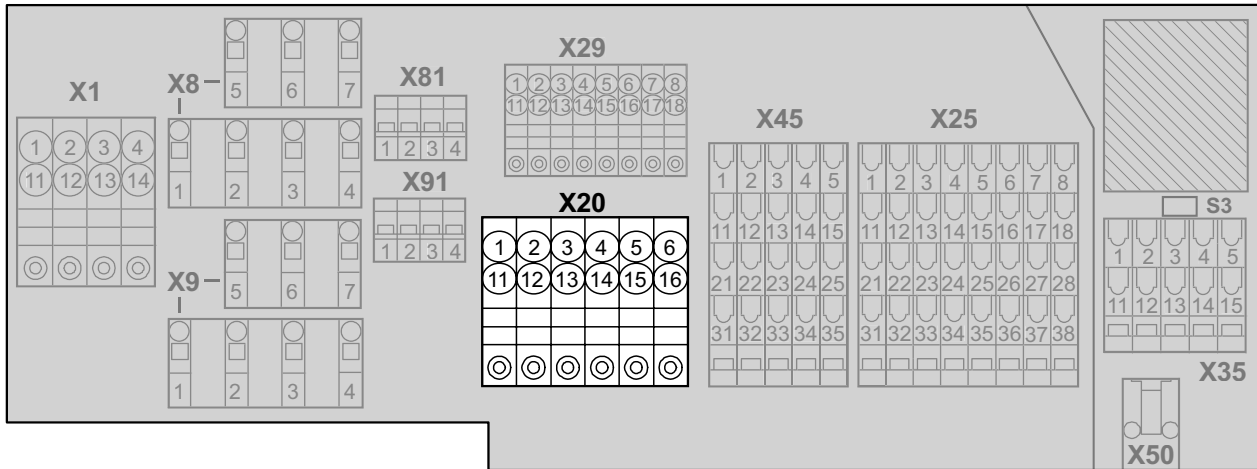 X1
1 2 3 4
11 12 13 14
X8
5 6 7
1 2 3 4
X9
5 6 7
1 2 3 4
X81
1 2 3 4
X91
1 2 3 4
X29
1 2 3 4 5 6 7 8
11 12 13 14 15 16 17 18
X20
1 2 3 4 5 6
11 12 13 14 15 16
X45
1 2 3 4 5
11 12 13 14 15
21 22 23 24 25
31 32 33 34 35
X25
1 2 3 4 5 6 7 8
11 12 13 14 15 16 17 18
21 22 23 24 25 26 27 28
31 32 33 34 35 36 37 38
S3
1 2 3 4 5
11 12 13 14 15
X35
X50